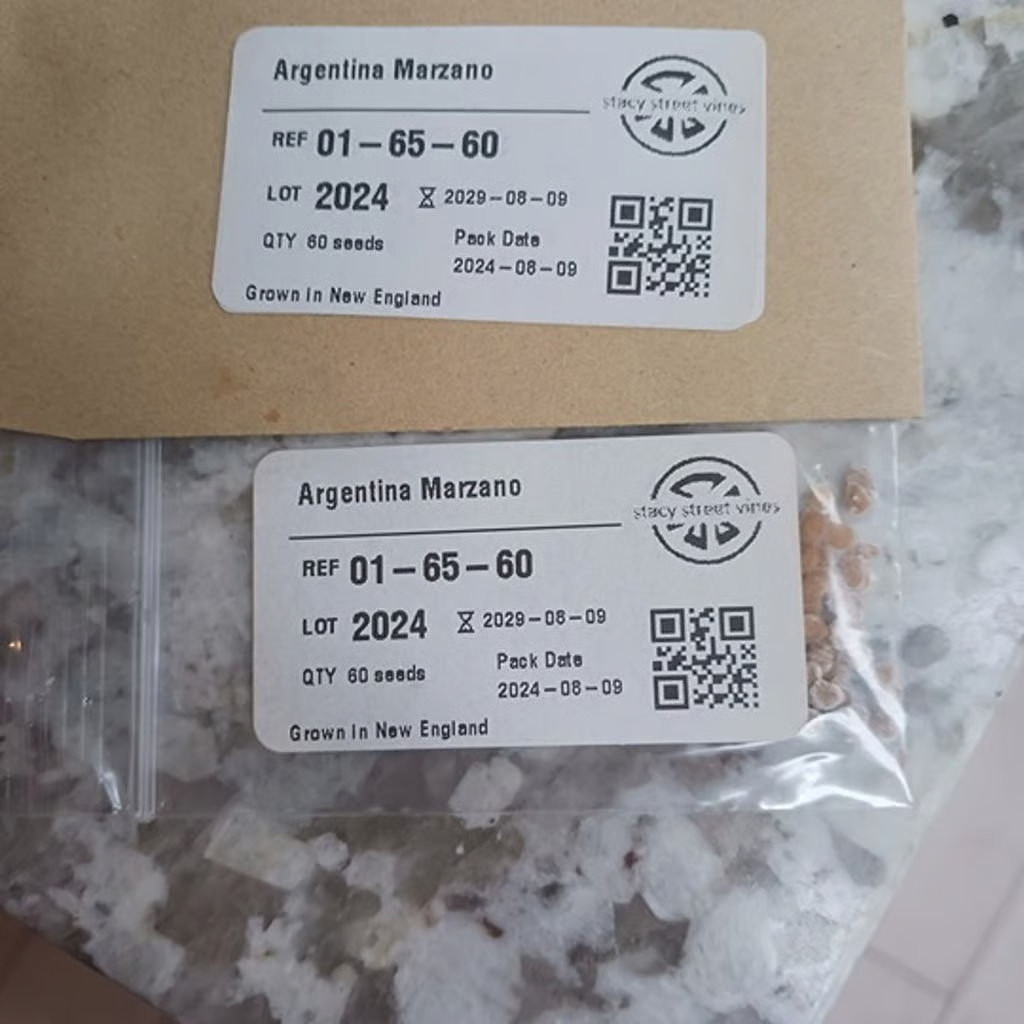 Argentina Marzano
stacy street vines
REF 01-65-60
LOT 2024 2029-08-09
QTY 60 seeds
Pack Date
2024-08-09
Grown in New England
Argentina Marzano
stacy street vines
REF 01-65-60
LOT 2024 2029-08-09
QTY 60 seeds
Pack Date
2024-08-09
Grown in New England